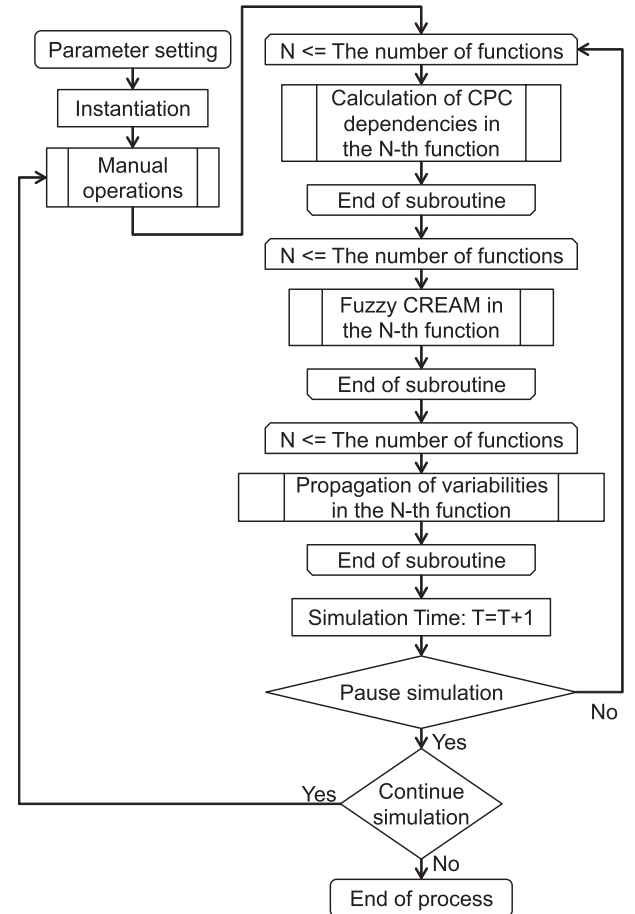 Parameter setting
Instantiation
Manual
operations
N <= The number of functions
Calculation of CPC
dependencies in
the N-th function
End of subroutine
N <= The number of functions
Fuzzy CREAM in
the N-th function
End of subroutine
N <= The number of functions
Propagation of variabilities
in the N-th function
End of subroutine
Simulation Time: T=T+1
Pause simulation
No
Yes
Yes
Continue
simulation
No
End of process